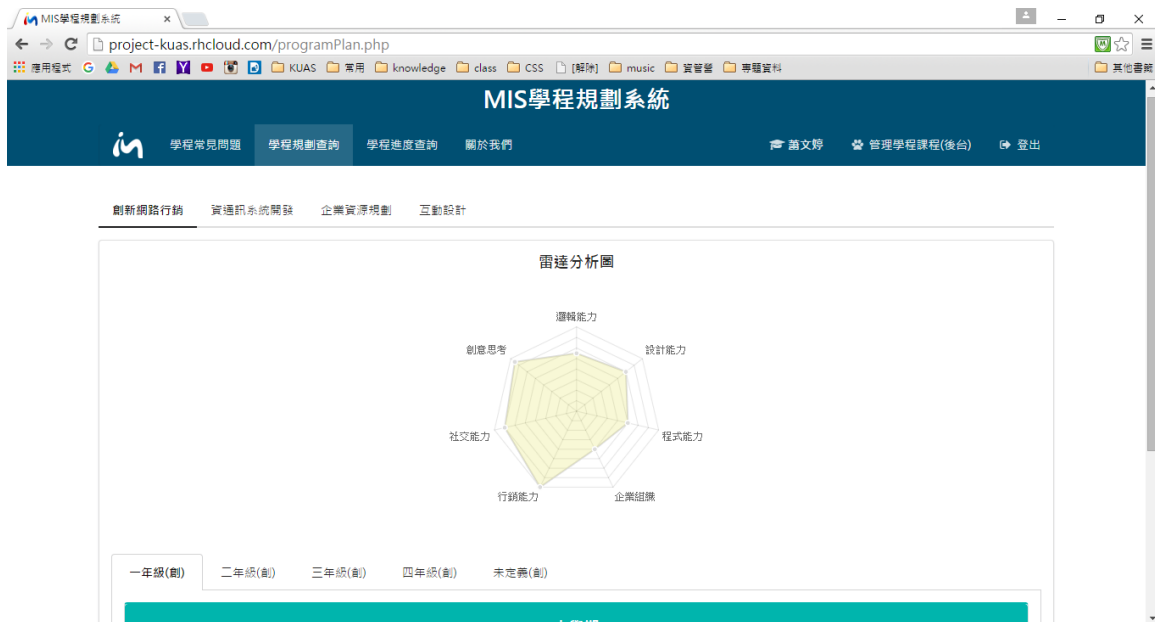 MIS學程規劃系統
project-kuas.rhcloud.com/programPlan.php
應用程式 KUAS 常用 knowledge class CSS [解除] music 資管營 專題資料 其他書籤
MIS學程規劃系統
學程常見問題 學程規劃查詢 學程進度查詢 關於我們 蕭文婷 管理學程課程(後台) 登出
創新網路行銷 資通訊系統開發 企業資源規劃 互動設計
雷達分析圖
邏輯能力
創意思考 設計能力
社交能力 程式能力
行銷能力 企業組織
一年級(創) 二年級(創) 三年級(創) 四年級(創) 未定義(創)